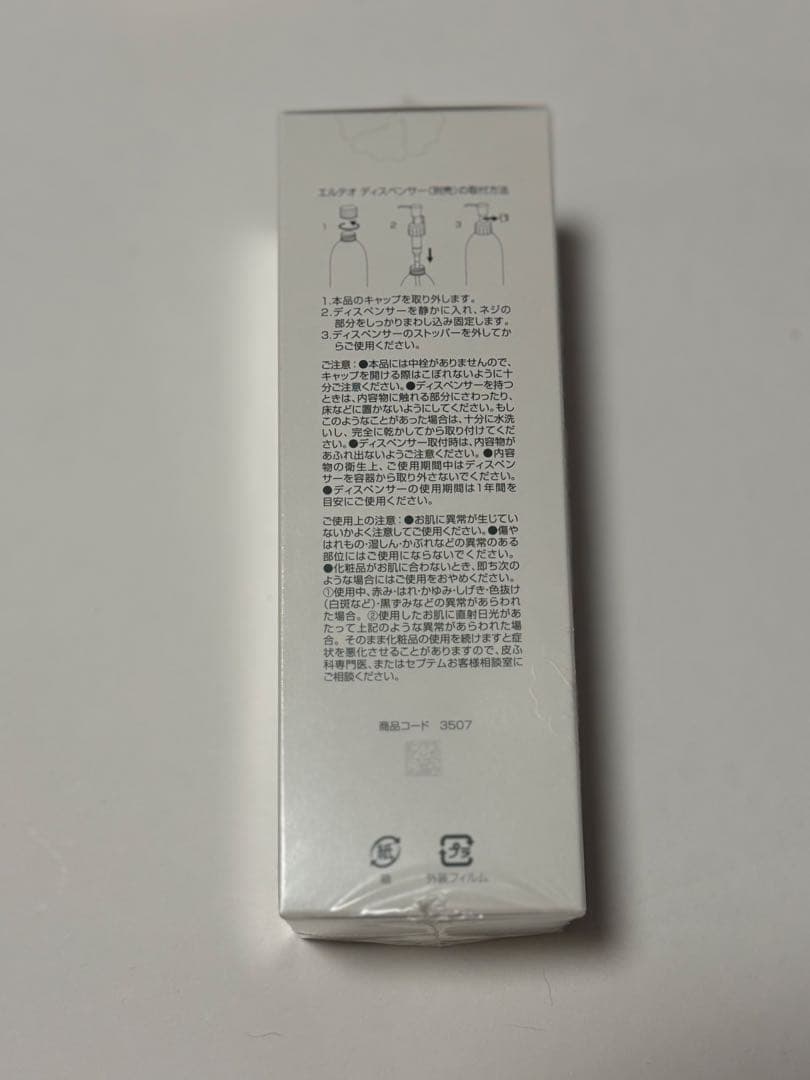 エルテオ ディスペンサー(別売)の取付方法
1 2 3
1.本品のキャップを取り外します。
2.ディスペンサーを静かに入れ、ネジの
部分をしっかりまわし込み固定します。
3.ディスペンサーのストッパーを外してか
らご使用ください。
ご注意：●本品には中栓がありませんので、
キャップを開ける際はこぼれないように十
分ご注意ください。●ディスペンサーを持つ
ときは、内容物に触れる部分にさわったり、
床などに置かないようにしてください。もし
このようなことがあった場合は、十分に水洗
いし、完全に乾かしてから取り付けてくだ
さい。●ディスペンサー取付時は、内容物が
あふれ出ないようご注意ください。●内容
物の衛生上、ご使用期間中はディスペン
サーを容器から取り外さないでください。
●ディスペンサーの使用期間は1年間を
目安にご使用ください。
ご使用上の注意：●お肌に異常が生じてい
ないかよく注意してご使用ください。●傷や
はれもの・湿しん・かぶれなどの異常のある
部位にはご使用にならないでください。
●化粧品がお肌に合わないとき、即ち次の
ような場合にはご使用をおやめください。
①使用中、赤み・はれ・かゆみ・しげき・色抜け
(白斑など)・黒ずみなどの異常があらわれ
た場合。②使用したお肌に直射日光があ
たって上記のような異常があらわれた場
合。そのまま化粧品の使用を続けますと症
状を悪化させることがありますので、皮ふ
科専門医、またはセプテムお客様相談室に
ご相談ください。
商品コード 3507
紙 プラ
箱 外装フィルム